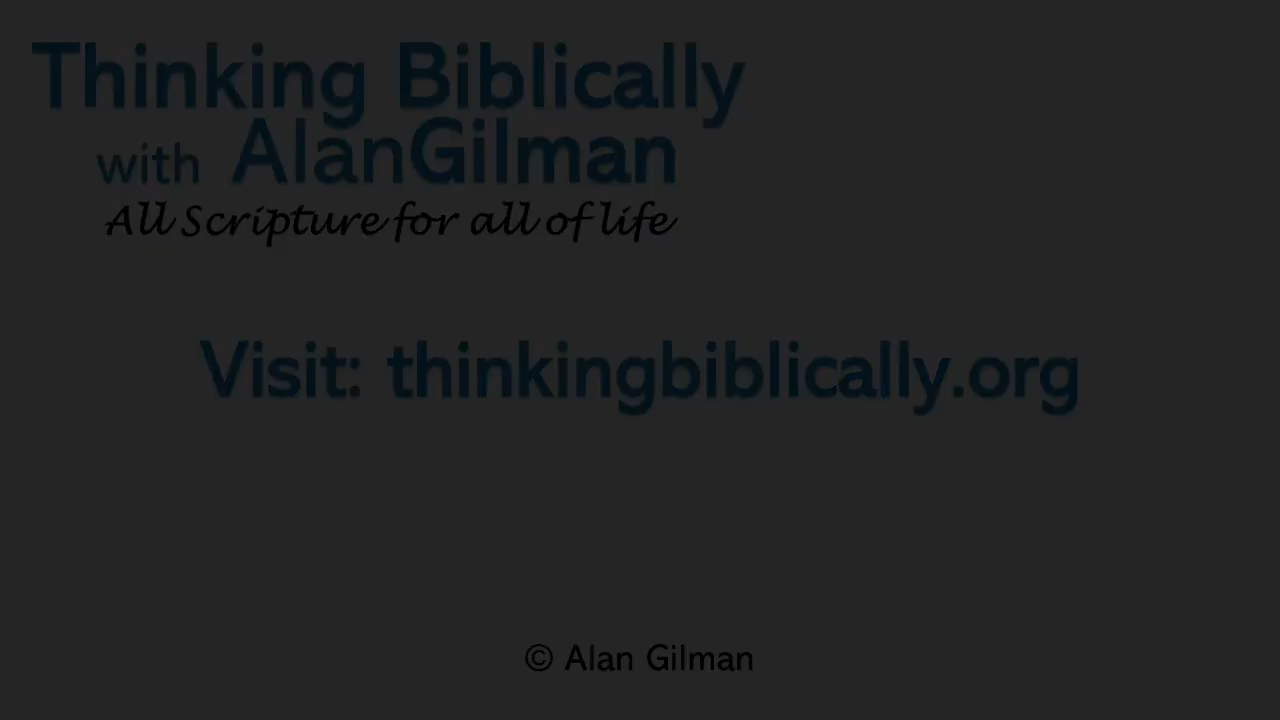 Thinking Biblically
with AlanGilman
All Scripture for all of life
Visit: thinkingbiblically.org
© Alan Gilman